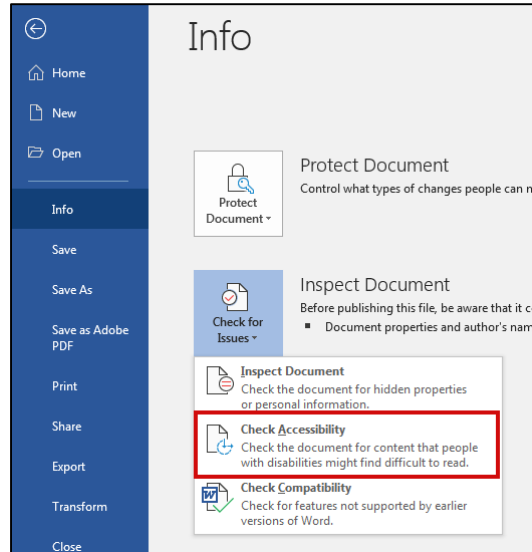 Info
Home
New
Open
Info
Save
Save As
Save as Adobe
PDF
Print
Share
Export
Transform
Close
Protect
Document
Protect Document
Control what types of changes people can
Check for
Issues
Inspect Document
Before publishing this file, be aware that it
Document properties and author's
Inspect Document
Check the document for hidden properties
or personal information.
Check Accessibility
Check the document for content that people
with disabilities might find difficult to read.
Check Compatibility
Check for features not supported by earlier
versions of Word.